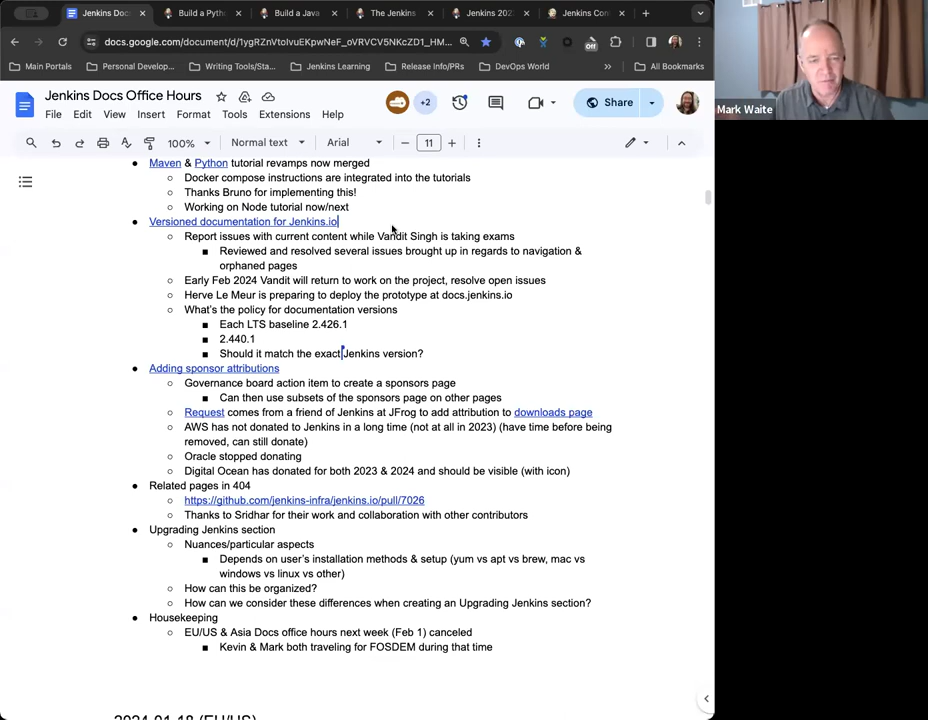 Jenkins Docs
Build a Pyth
Build a Java
The Jenkins
Jenkins 202
Jenkins Con
docs.google.com/document/d/1ygRZnVtoIvuEKpwNeF_oVRVCV5NKcZD1_HM...
Off
Main Portals
Personal Develop...
Writing Tools/Sta...
Jenkins Learning
Release Info/PRs
DevOps World
»
All Bookmarks
Jenkins Docs Office Hours
File Edit View Insert Format Tools Extensions Help
+2
Share
Mark Waite
100%
Normal text
Arial
11
Maven & Python tutorial revamps now merged
Docker compose instructions are integrated into the tutorials
Thanks Bruno for implementing this!
Working on Node tutorial now/next
Versioned documentation for Jenkins.io
Report issues with current content while Vandit Singh is taking exams
Reviewed and resolved several issues brought up in regards to navigation &
orphaned pages
Early Feb 2024 Vandit will return to work on the project, resolve open issues
Herve Le Meur is preparing to deploy the prototype at docs.jenkins.io
What's the policy for documentation versions
Each LTS baseline 2.426.1
2.440.1
Should it match the exact Jenkins version?
Adding sponsor attributions
Governance board action item to create a sponsors page
Can then use subsets of the sponsors page on other pages
Request comes from a friend of Jenkins at JFrog to add attribution to downloads page
AWS has not donated to Jenkins in a long time (not at all in 2023) (have time before being
removed, can still donate)
Oracle stopped donating
Digital Ocean has donated for both 2023 & 2024 and should be visible (with icon)
Related pages in 404
https://github.com/jenkins-infra/jenkins.io/pull/7026
Thanks to Sridhar for their work and collaboration with other contributors
Upgrading Jenkins section
Nuances/particular aspects
Depends on user's installation methods & setup (yum vs apt vs brew, mac vs
windows vs linux vs other)
How can this be organized?
How can we consider these differences when creating an Upgrading Jenkins section?
Housekeeping
EU/US & Asia Docs office hours next week (Feb 1) canceled
Kevin & Mark both traveling for FOSDEM during that time
2024-01-18 (EU/US)